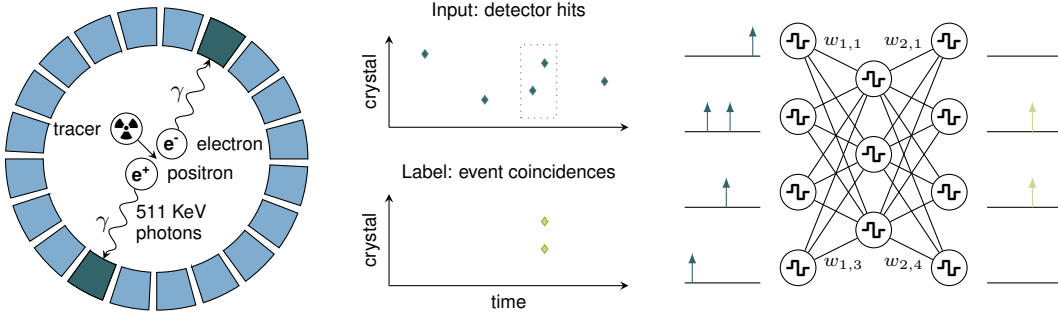 γ
tracer
e-
electron
e+
positron
γ
511 KeV
photons
Input: detector hits
crystal
Label: event coincidences
crystal
time
w1,1
w2,1
w1,3
w2,4